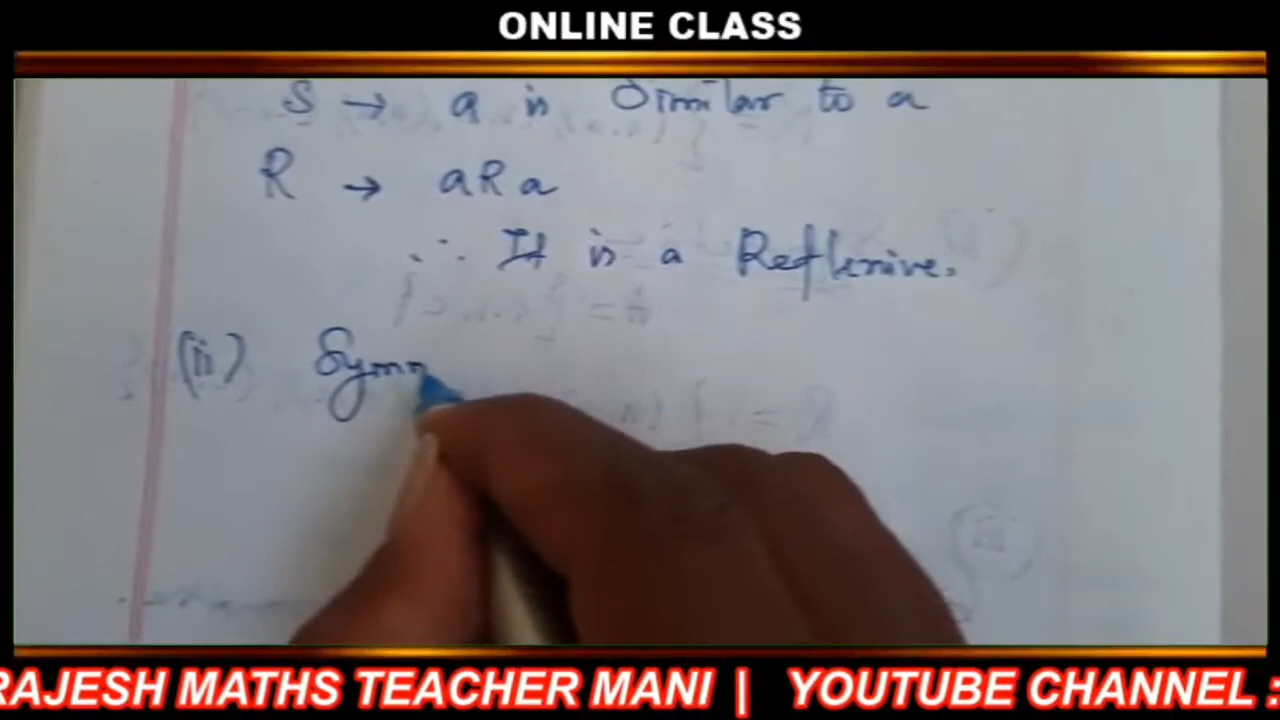 ONLINE CLASS
S → a is Similar to a
R → aRa
∴ It is a Reflexive.
(ii) Symm
RAJESH MATHS TEACHER MANI | YOUTUBE CHANNEL :